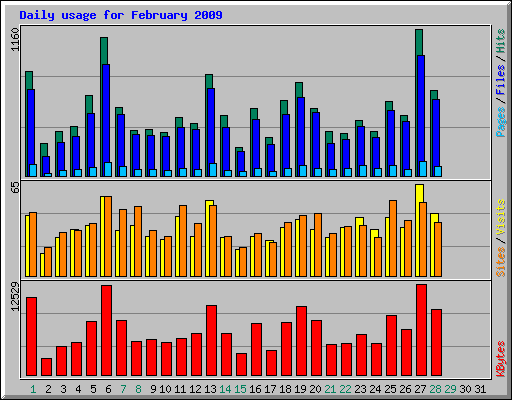 Daily usage for February 2009
1160
Pages / Files / Hits
65
Sites / Visits
12529
KBytes
1 2 3 4 5 6 7 8 9 10 11 12 13 14 15 16 17 18 19 20 21 22 23 24 25 26 27 28 29 30 31